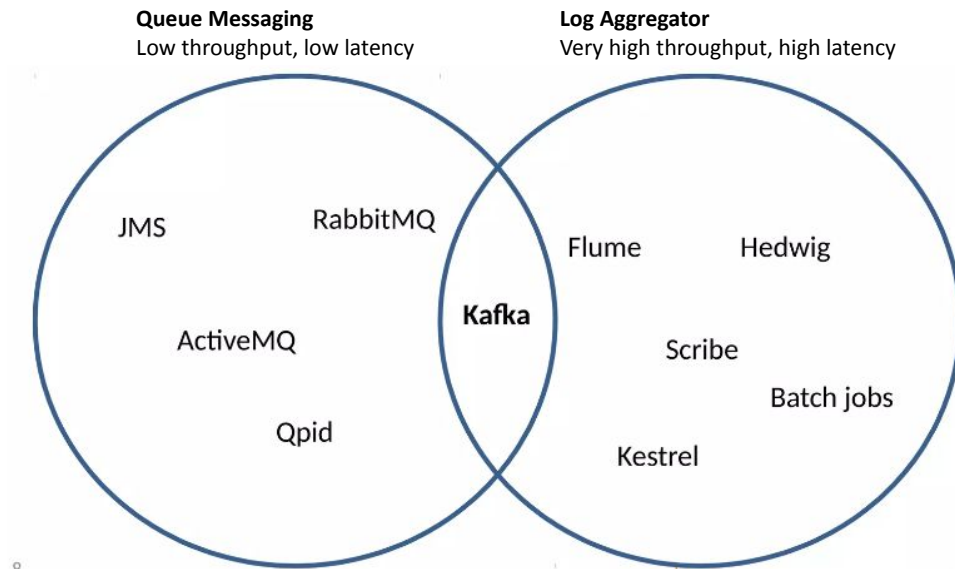 Queue Messaging
Low throughput, low latency
Log Aggregator
Very high throughput, high latency
JMS
RabbitMQ
Flume
Hedwig
Kafka
ActiveMQ
Scribe
Batch jobs
Qpid
Kestrel